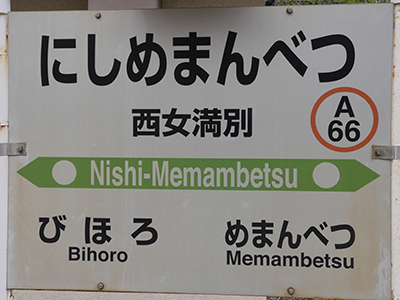 にしめまんべつ
西女満別
A
66
Nishi-Memambetsu
びほろ
Bihoro
めまんべつ
Memambetsu